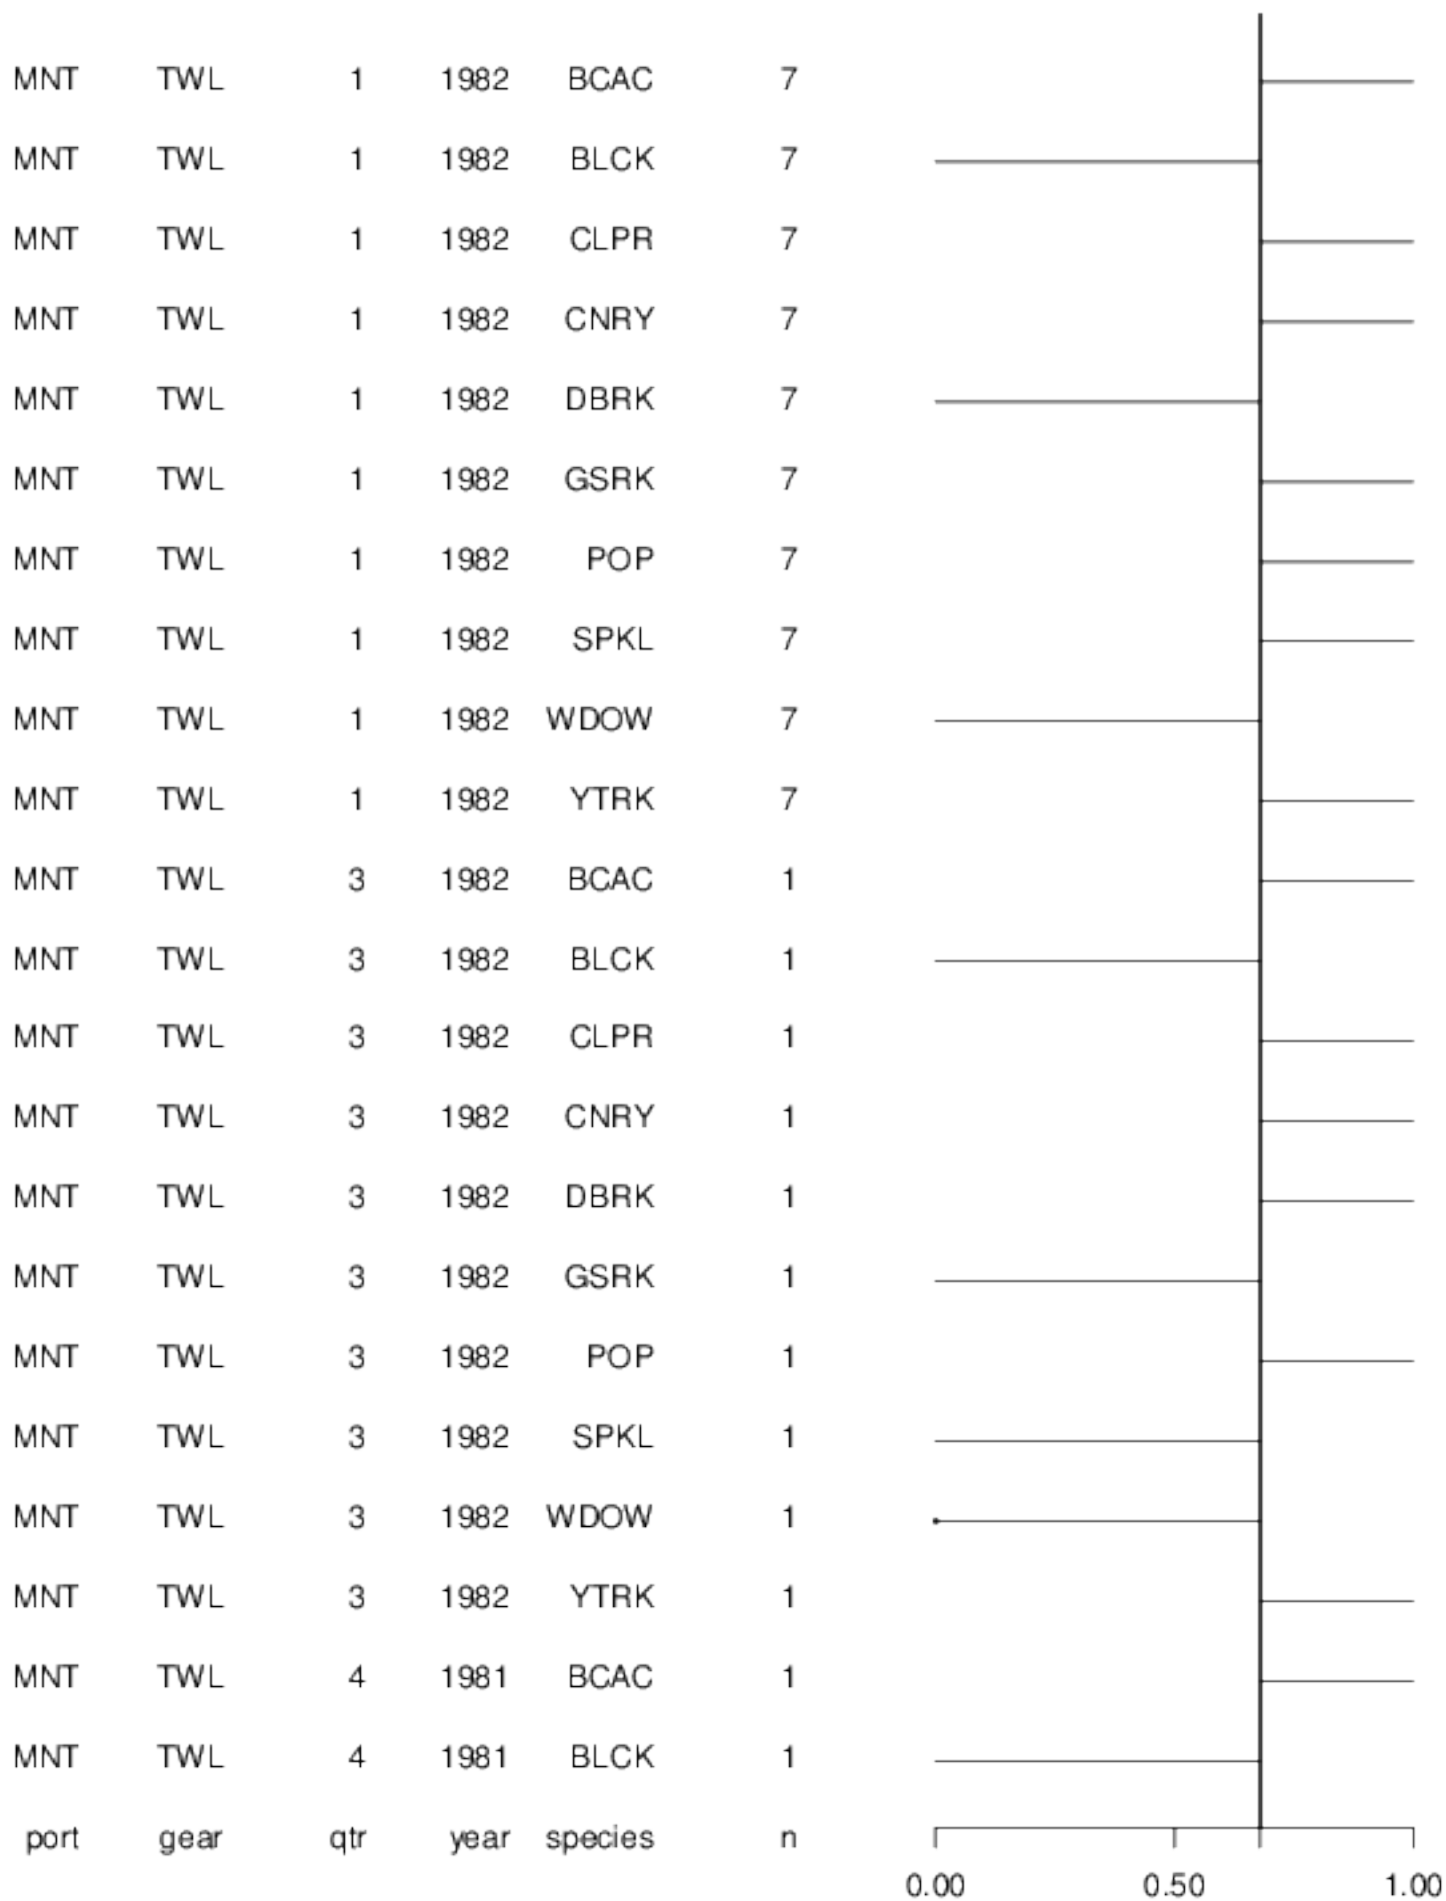 MNT TWL 1 1982 BCAC 7
MNT TWL 1 1982 BLCK 7
MNT TWL 1 1982 CLPR 7
MNT TWL 1 1982 CNRY 7
MNT TWL 1 1982 DBRK 7
MNT TWL 1 1982 GSRK 7
MNT TWL 1 1982 POP 7
MNT TWL 1 1982 SPKL 7
MNT TWL 1 1982 WDOW 7
MNT TWL 1 1982 YTRK 7
MNT TWL 3 1982 BCAC 1
MNT TWL 3 1982 BLCK 1
MNT TWL 3 1982 CLPR 1
MNT TWL 3 1982 CNRY 1
MNT TWL 3 1982 DBRK 1
MNT TWL 3 1982 GSRK 1
MNT TWL 3 1982 POP 1
MNT TWL 3 1982 SPKL 1
MNT TWL 3 1982 WDOW 1
MNT TWL 3 1982 YTRK 1
MNT TWL 4 1981 BCAC 1
MNT TWL 4 1981 BLCK 1
port gear qtr year species n
0.00 0.50 1.00